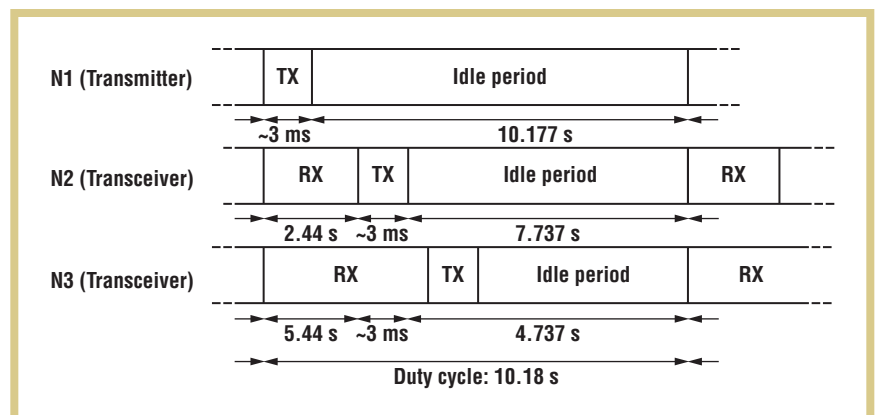 N1 (Transmitter) TX Idle period
~3 ms 10.177 s
N2 (Transceiver) RX TX Idle period RX
2.44 s ~3 ms 7.737 s
N3 (Transceiver) RX TX Idle period RX
5.44 s ~3 ms 4.737 s
Duty cycle: 10.18 s